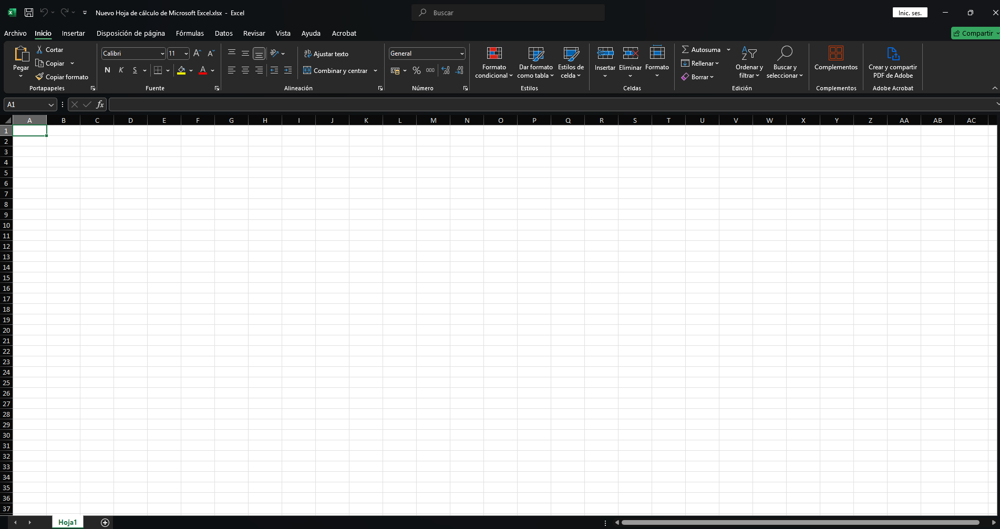 Nuevo Hoja de cálculo de Microsoft Excel.xlsx - Excel
Buscar
Inic. ses.
Archivo Inicio Insertar Disposición de página Fórmulas Datos Revisar Vista Ayuda Acrobat
Compartir
Pegar
Cortar
Copiar
Copiar formato
Portapapeles
Calibri 11
N K S
Fuente
Ajustar texto
Combinar y centrar
Alineación
General
% 000
Número
Formato condicional
Dar formato como tabla
Estilos de celda
Estilos
Insertar
Eliminar
Formato
Celdas
Autosuma
Rellenar
Borrar
Ordenar y filtrar
Buscar y seleccionar
Edición
Complementos
Complementos
Crear y compartir PDF de Adobe
Adobe Acrobat
A1
fx
A B C D E F G H I J K L M N O P Q R S T U V W X Y Z AA AB AC
1
2
3
4
5
6
7
8
9
10
11
12
13
14
15
16
17
18
19
20
21
22
23
24
25
26
27
28
29
30
31
32
33
34
35
36
37
Hoja1